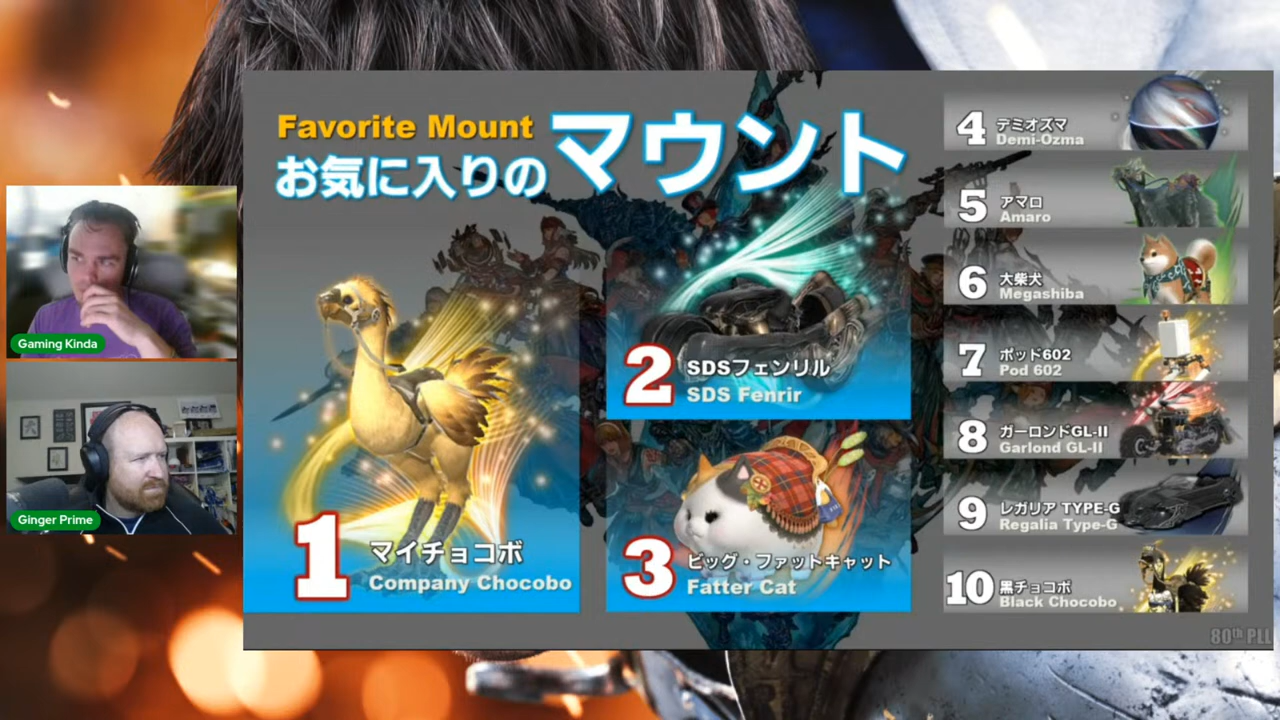 Favorite Mount
お気に入りのマウント
1
マイチョコボ
Company Chocobo
2
SDSフェンリル
SDS Fenrir
3
ビッグ・ファットキャット
Fatter Cat
4
デミオズマ
Demi-Ozma
5
アマロ
Amaro
6
大柴犬
Megashiba
7
ポッド602
Pod 602
8
ガーロンドGL-II
Garlond GL-II
9
レガリア TYPE-G
Regalia Type-G
10
黒チョコボ
Black Chocobo
80th PLL
Gaming Kinda
Ginger Prime